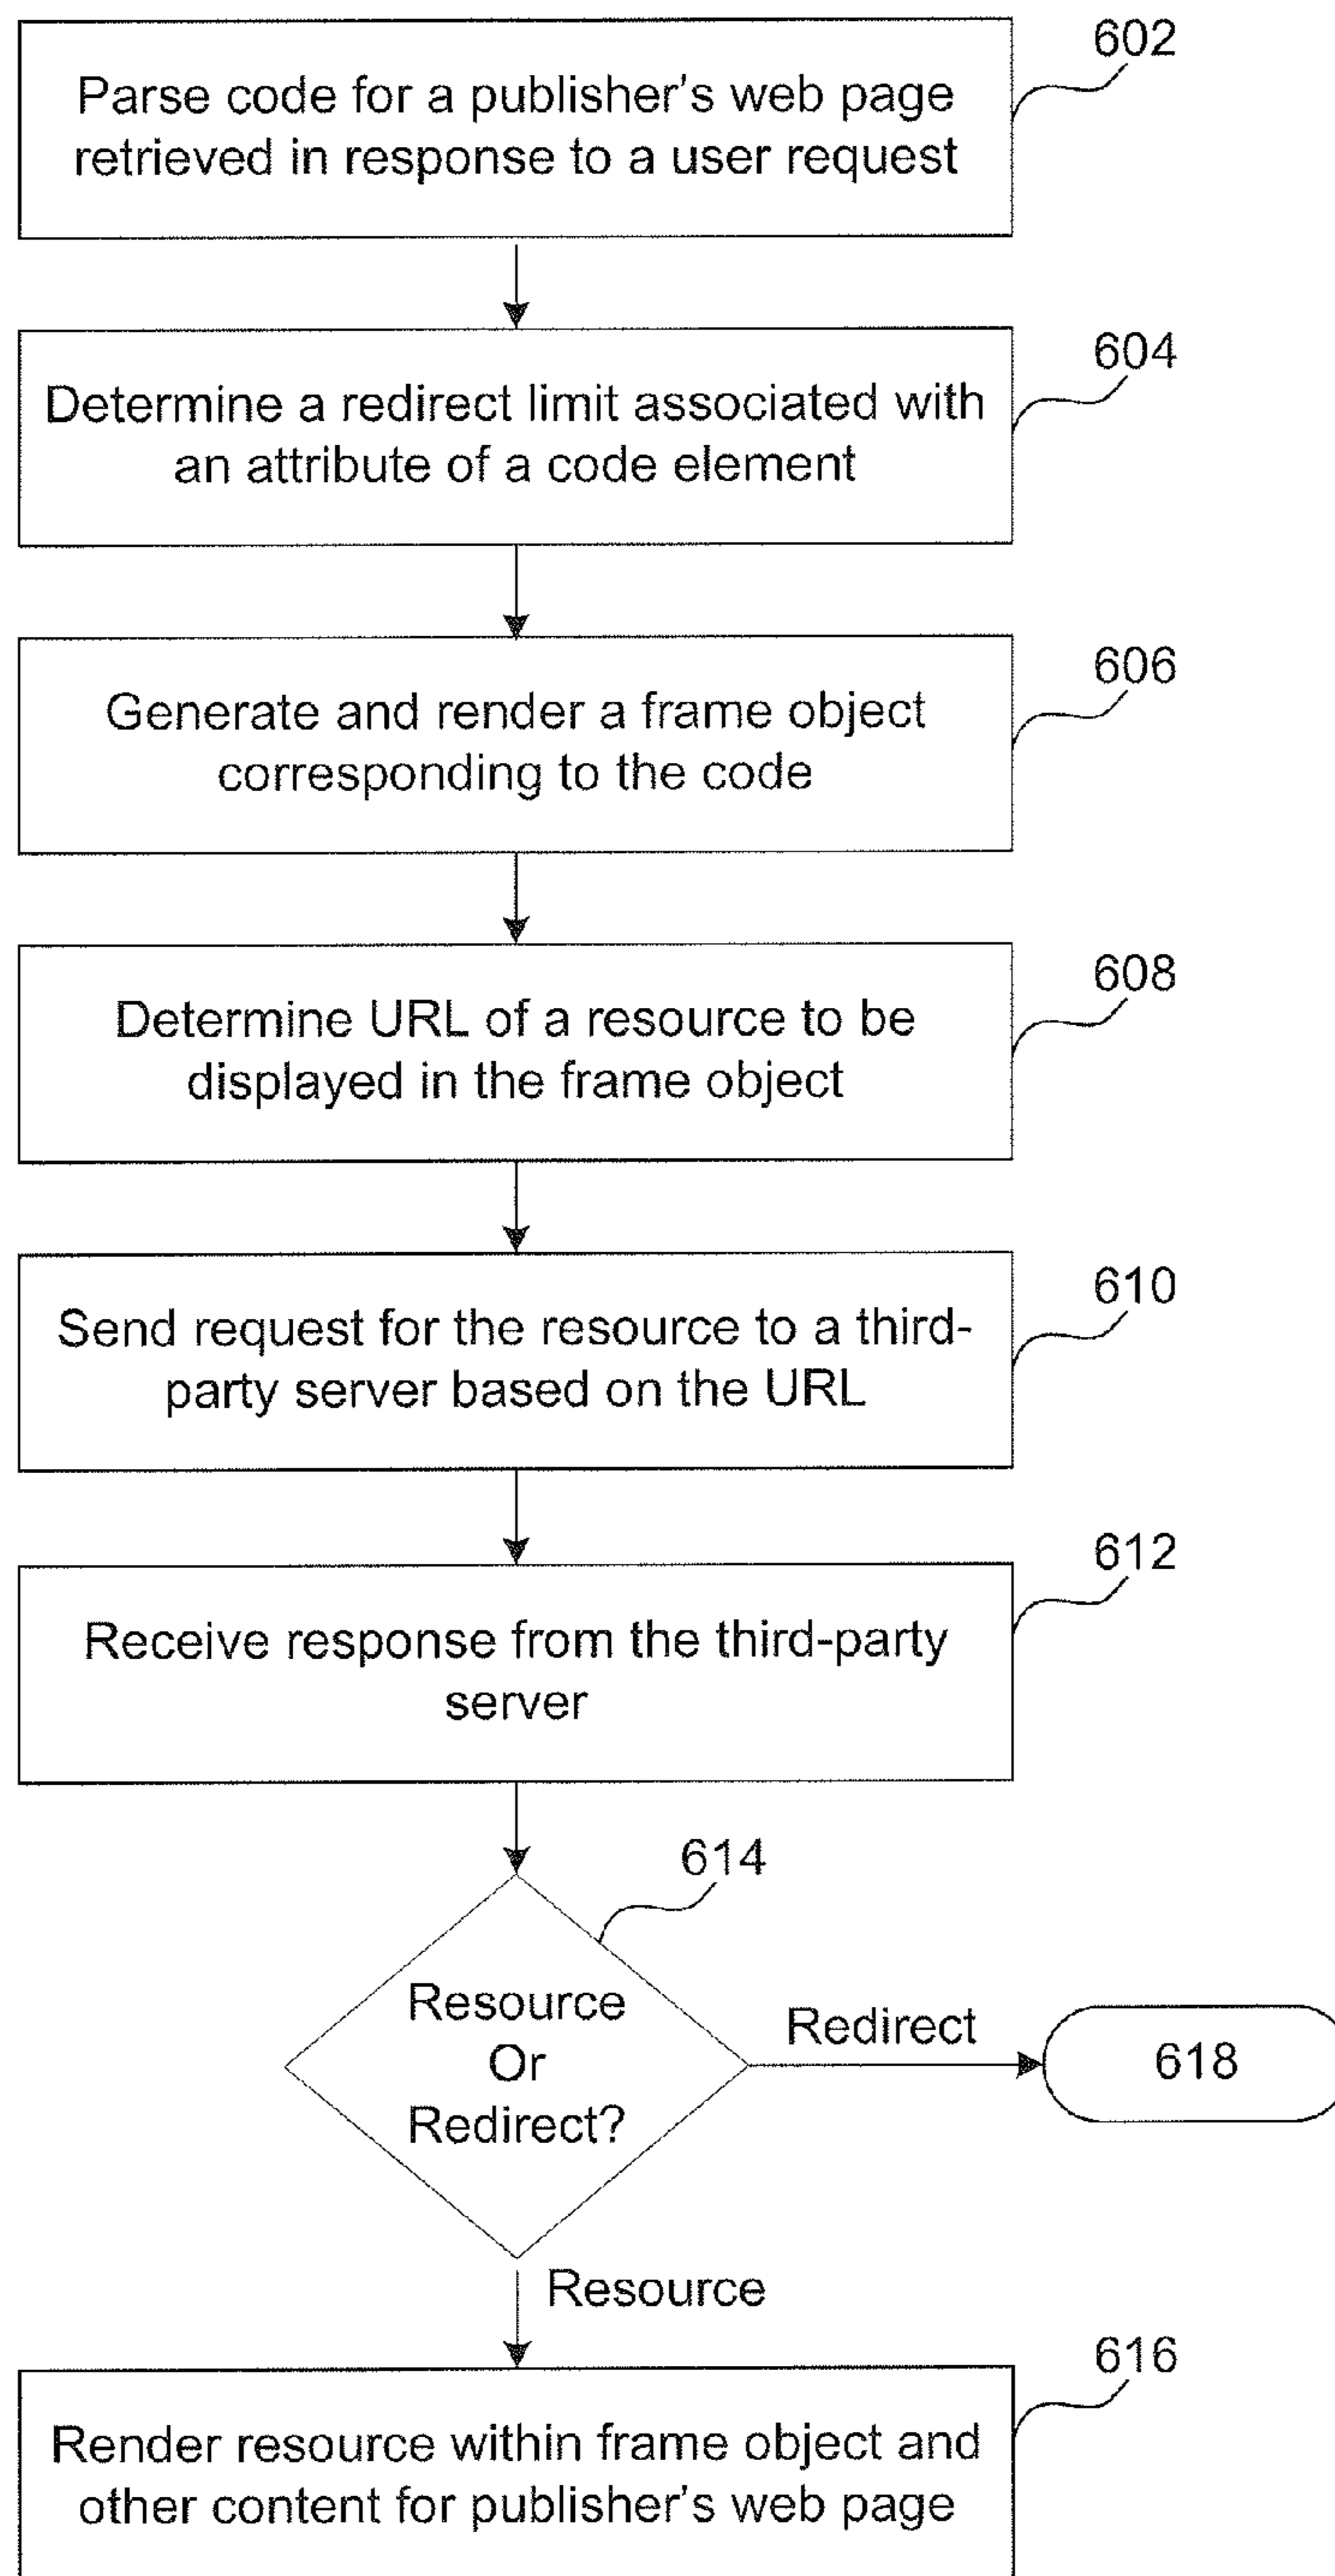 602
Parse code for a publisher's web page
retrieved in response to a user request
604
Determine a redirect limit associated with
an attribute of a code element
606
Generate and render a frame object
corresponding to the code
608
Determine URL of a resource to be
displayed in the frame object
610
Send request for the resource to a third-
party server based on the URL
612
Receive response from the third-party
server
614
Resource
Or
Redirect?
Redirect
618
Resource
616
Render resource within frame object and
other content for publisher's web page